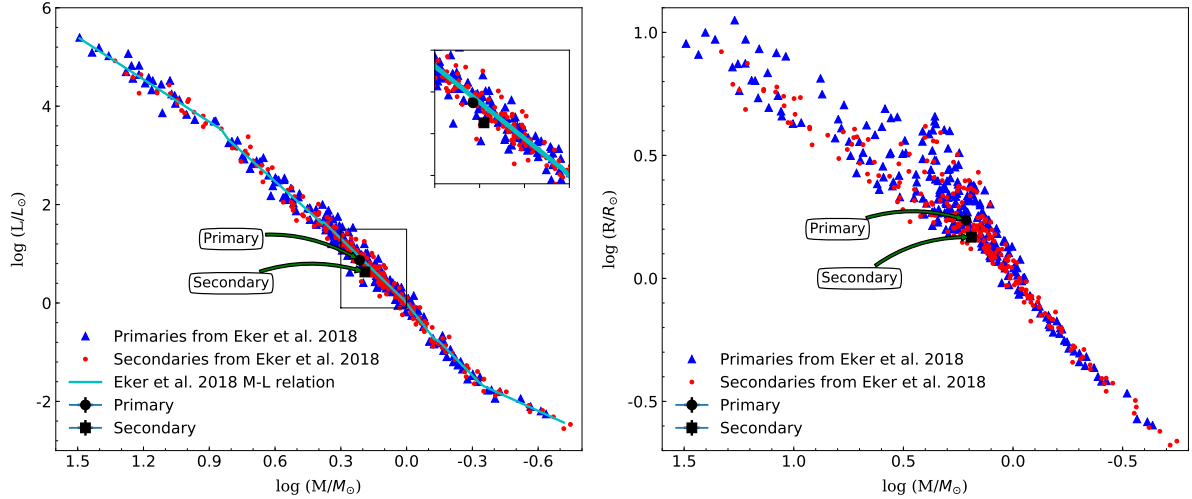 6
4
2
0
-2
1.5
1.2
0.9
0.6
0.3
0.0
-0.3
-0.6
log (L/L⊙)
log (M/M⊙)
Primary
Secondary
Primaries from Eker et al. 2018
Secondaries from Eker et al. 2018
Eker et al. 2018 M-L relation
Primary
Secondary
1.0
0.5
0.0
-0.5
1.5
1.0
0.5
0.0
-0.5
log (R/R⊙)
log (M/M⊙)
Primary
Secondary
Primaries from Eker et al. 2018
Secondaries from Eker et al. 2018
Primary
Secondary